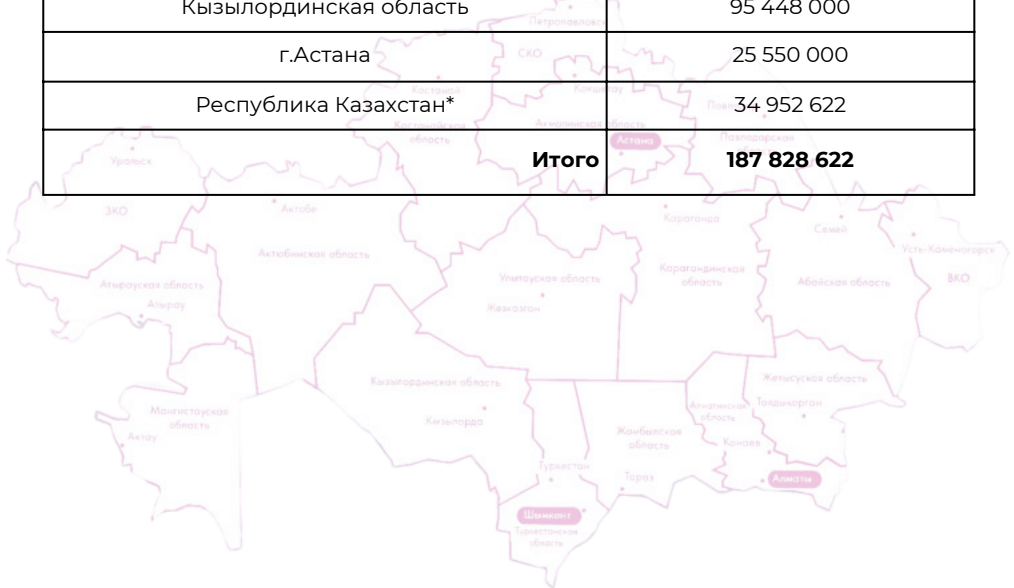 Кызылординская область 95 448 000
Петропавловск
г.Астана 25 550 000
СКО
Костанай Кокшетау
Республика Казахстан* 34 952 622
Костанайская область
Акмолинская область
Павлодарская
Астана
Итого 187 828 622
Уральск
ЗКО
Актобе
Караганда
Семей
Усть-Каменогорск
ВКО
Актюбинская область
Атырауская область
Атырау
Улытауская область
Жезказган
Карагандинская
область
Абайская область
Кызылординская область
Кызылорда
Жетысуская область
Талдыкорган
Мангистауская
область
Актау
Алматинская
область
Жамбылская
область
Конаев
Туркестан
Тараз
Алматы
Шымкент
Туркестанская
область